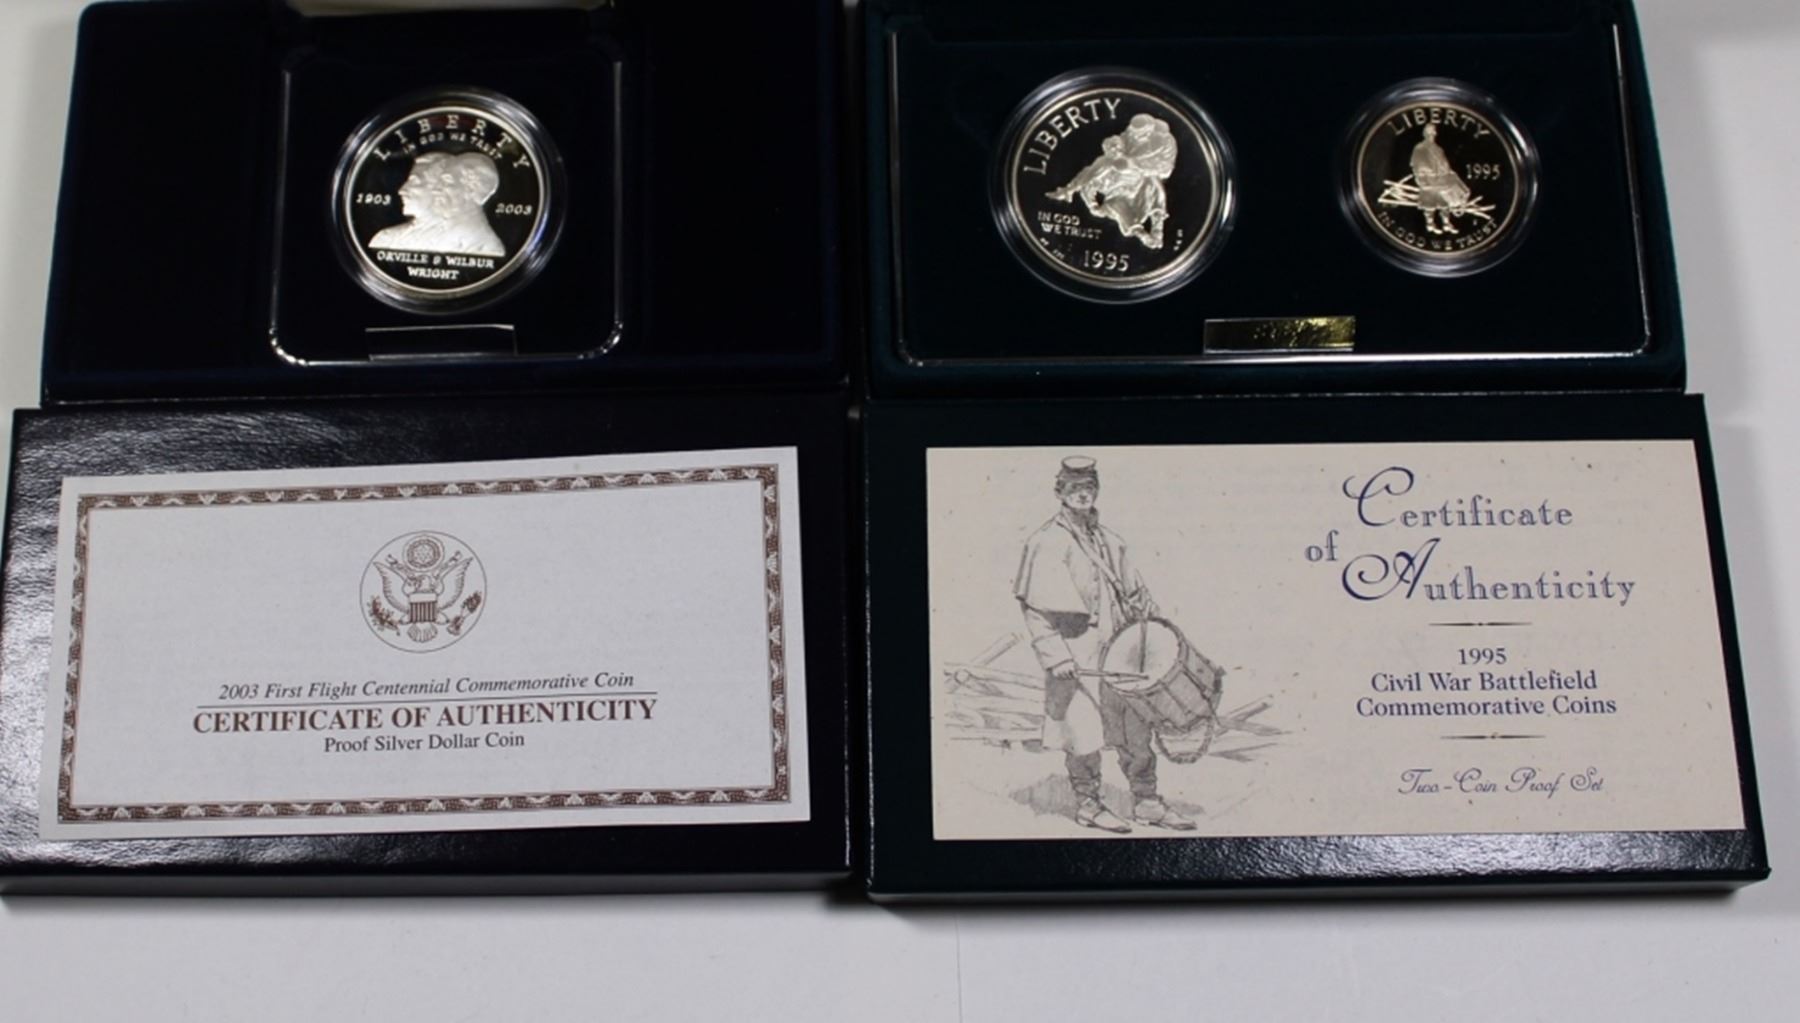 LIBERTY
IN GOD WE TRUST
1903 2003
ORVILLE & WILBUR
WRIGHT
LIBERTY
IN GOD
WE TRUST
1995
LIBERTY
1995
IN GOD WE TRUST
2003 First Flight Centennial Commemorative Coin
CERTIFICATE OF AUTHENTICITY
Proof Silver Dollar Coin
Certificate
of Authenticity
1995
Civil War Battlefield
Commemorative Coins
Two-Coin Proof Set